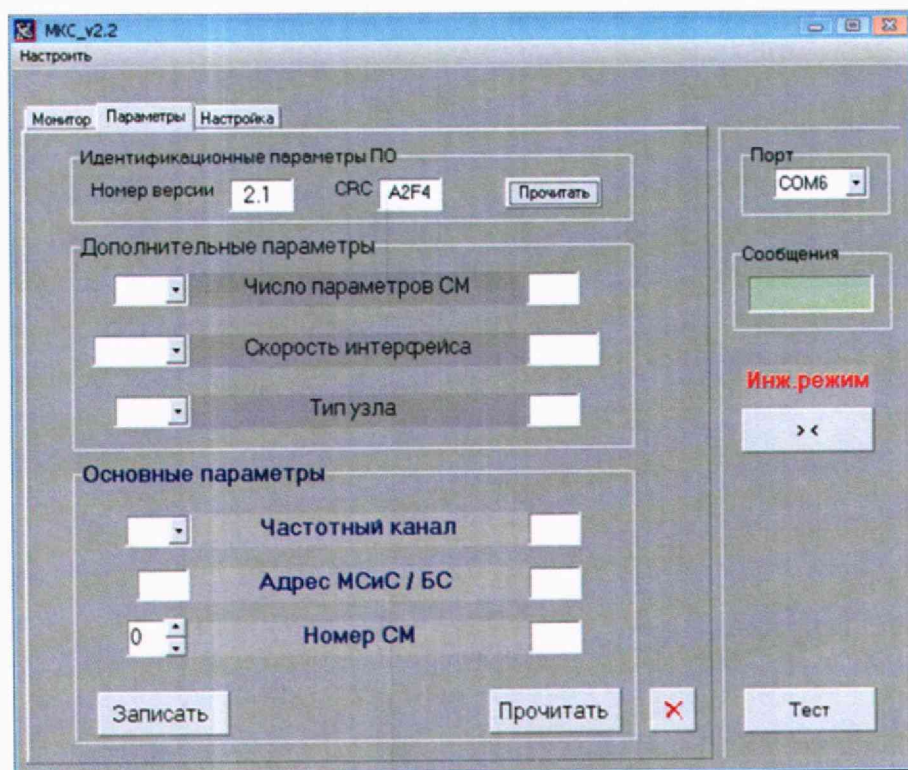 МКС_v2.2
Настроить
Монитор Параметры Настройка
Идентификационные параметры ПО
Номер версии 2.1 CRC A2F4 Прочитать
Дополнительные параметры
Число параметров СМ
Скорость интерфейса
Тип узла
Основные параметры
Частотный канал
Адрес МСиС / БС
0 Номер СМ
Записать Прочитать
Порт
COM6
Сообщения
Инж.режим
> <
Тест